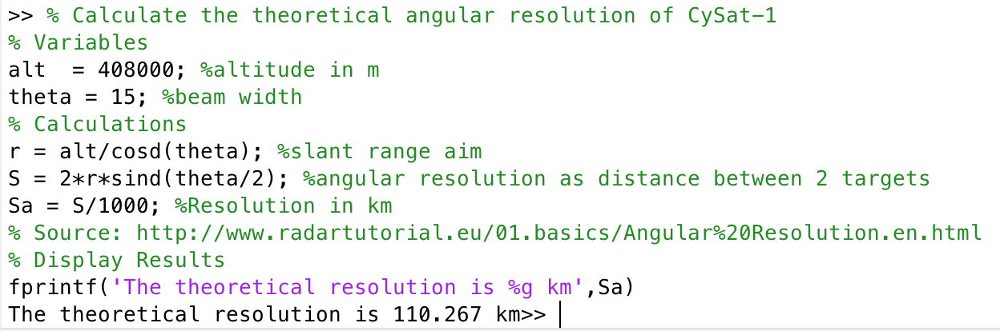 >> % Calculate the theoretical angular resolution of CySat-1
% Variables
alt  = 408000; %altitude in m
theta = 15; %beam width
% Calculations
r = alt/cosd(theta); %slant range aim
S = 2*r*sind(theta/2); %angular resolution as distance between 2 targets
Sa = S/1000; %Resolution in km
% Source: http://www.radartutorial.eu/01.basics/Angular%20Resolution.en.html
% Display Results
fprintf('The theoretical resolution is %g km',Sa)
The theoretical resolution is 110.267 km>>